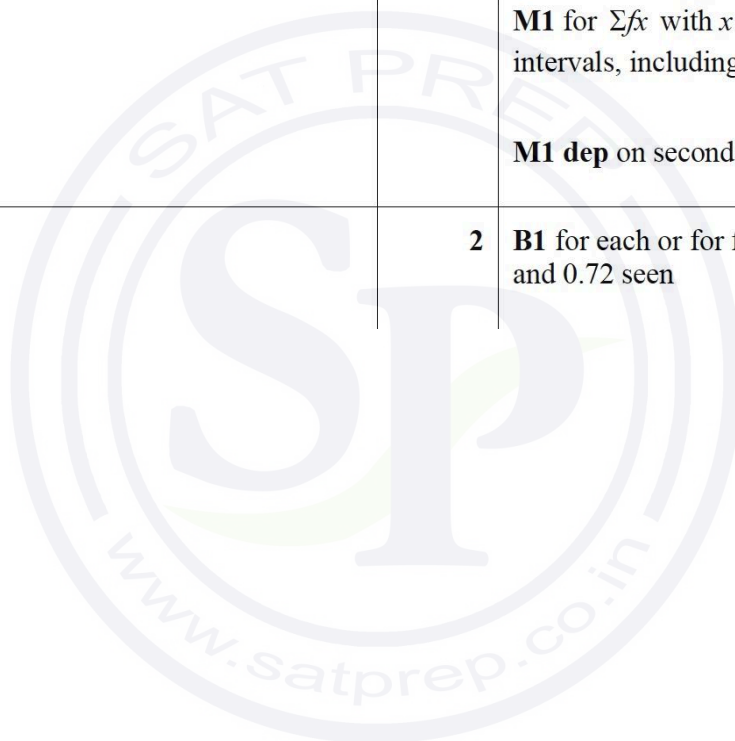 M1 for Σfx with x
intervals, including
M1 dep on second
2 B1 for each or for f
and 0.72 seen
SAT PREP
SP
www.satprep.co.in